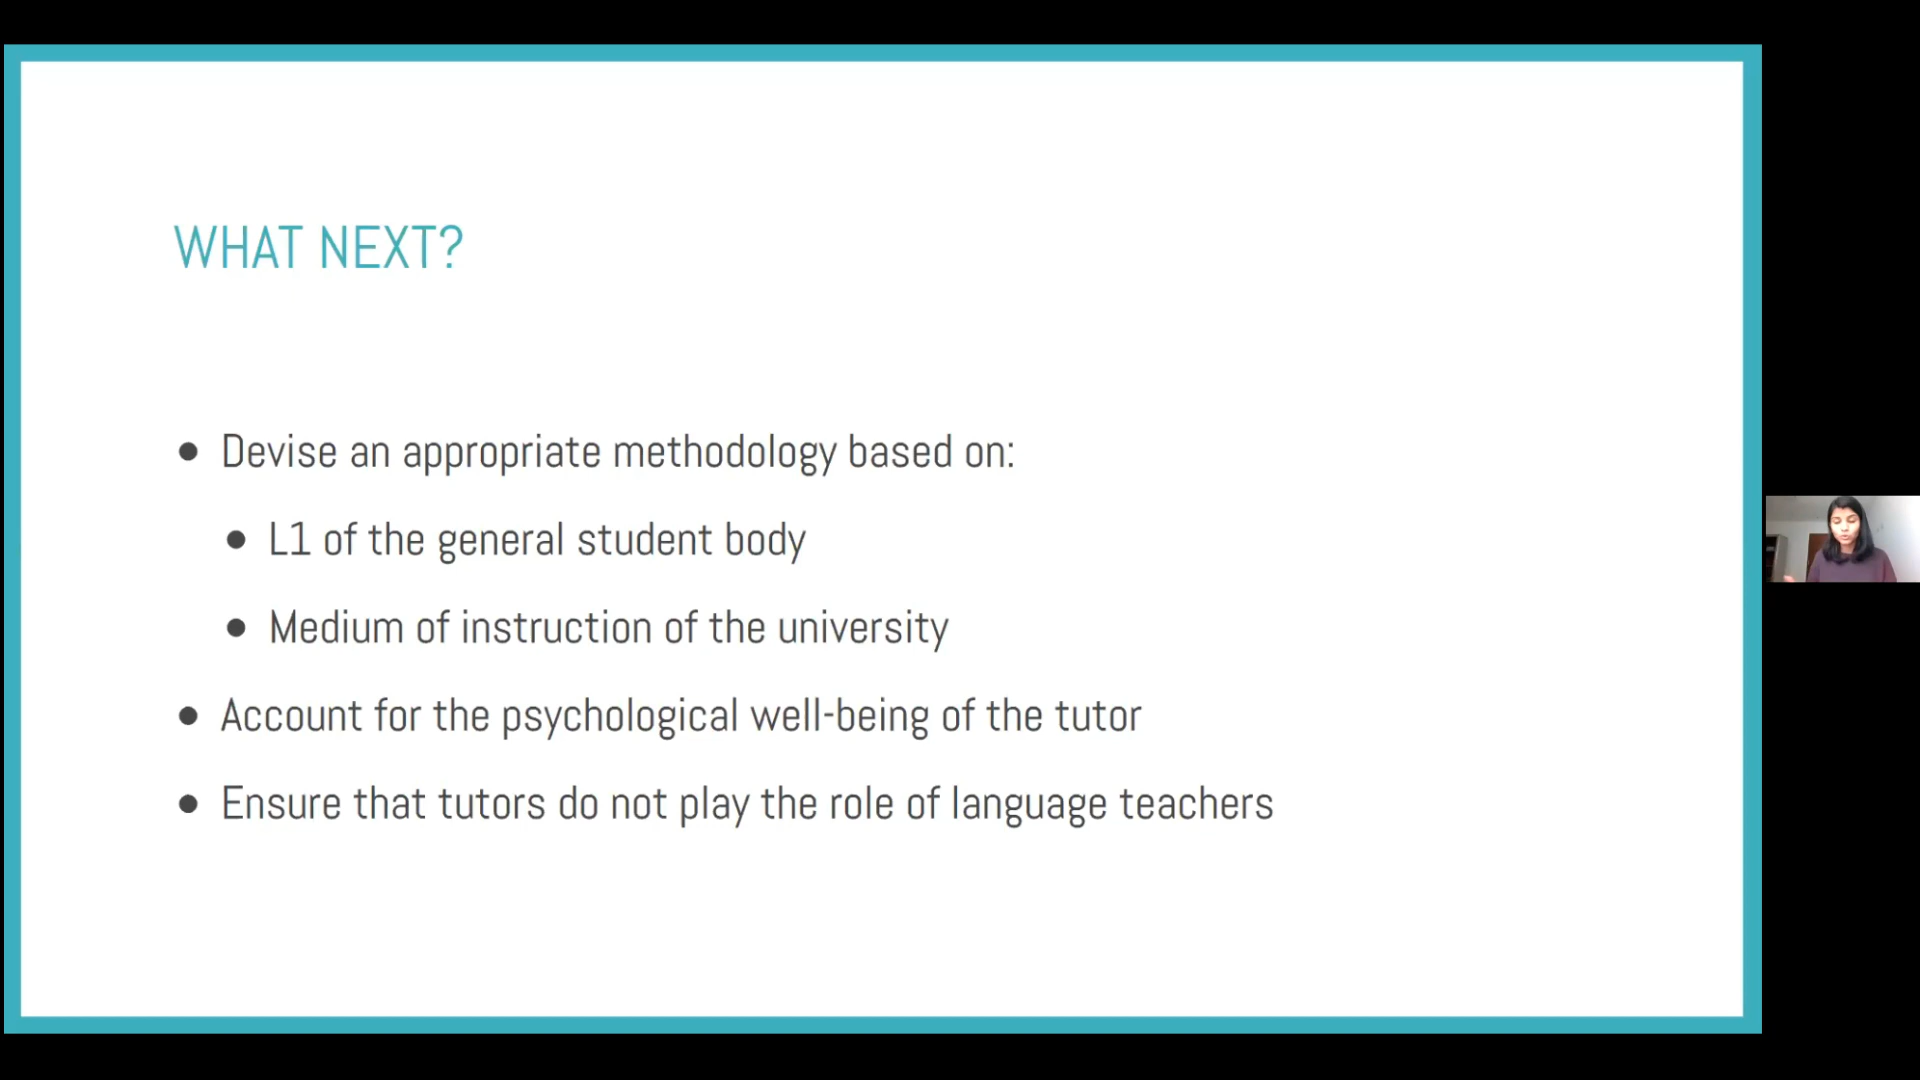 WHAT NEXT?
● Devise an appropriate methodology based on:
● L1 of the general student body
● Medium of instruction of the university
● Account for the psychological well-being of the tutor
● Ensure that tutors do not play the role of language teachers